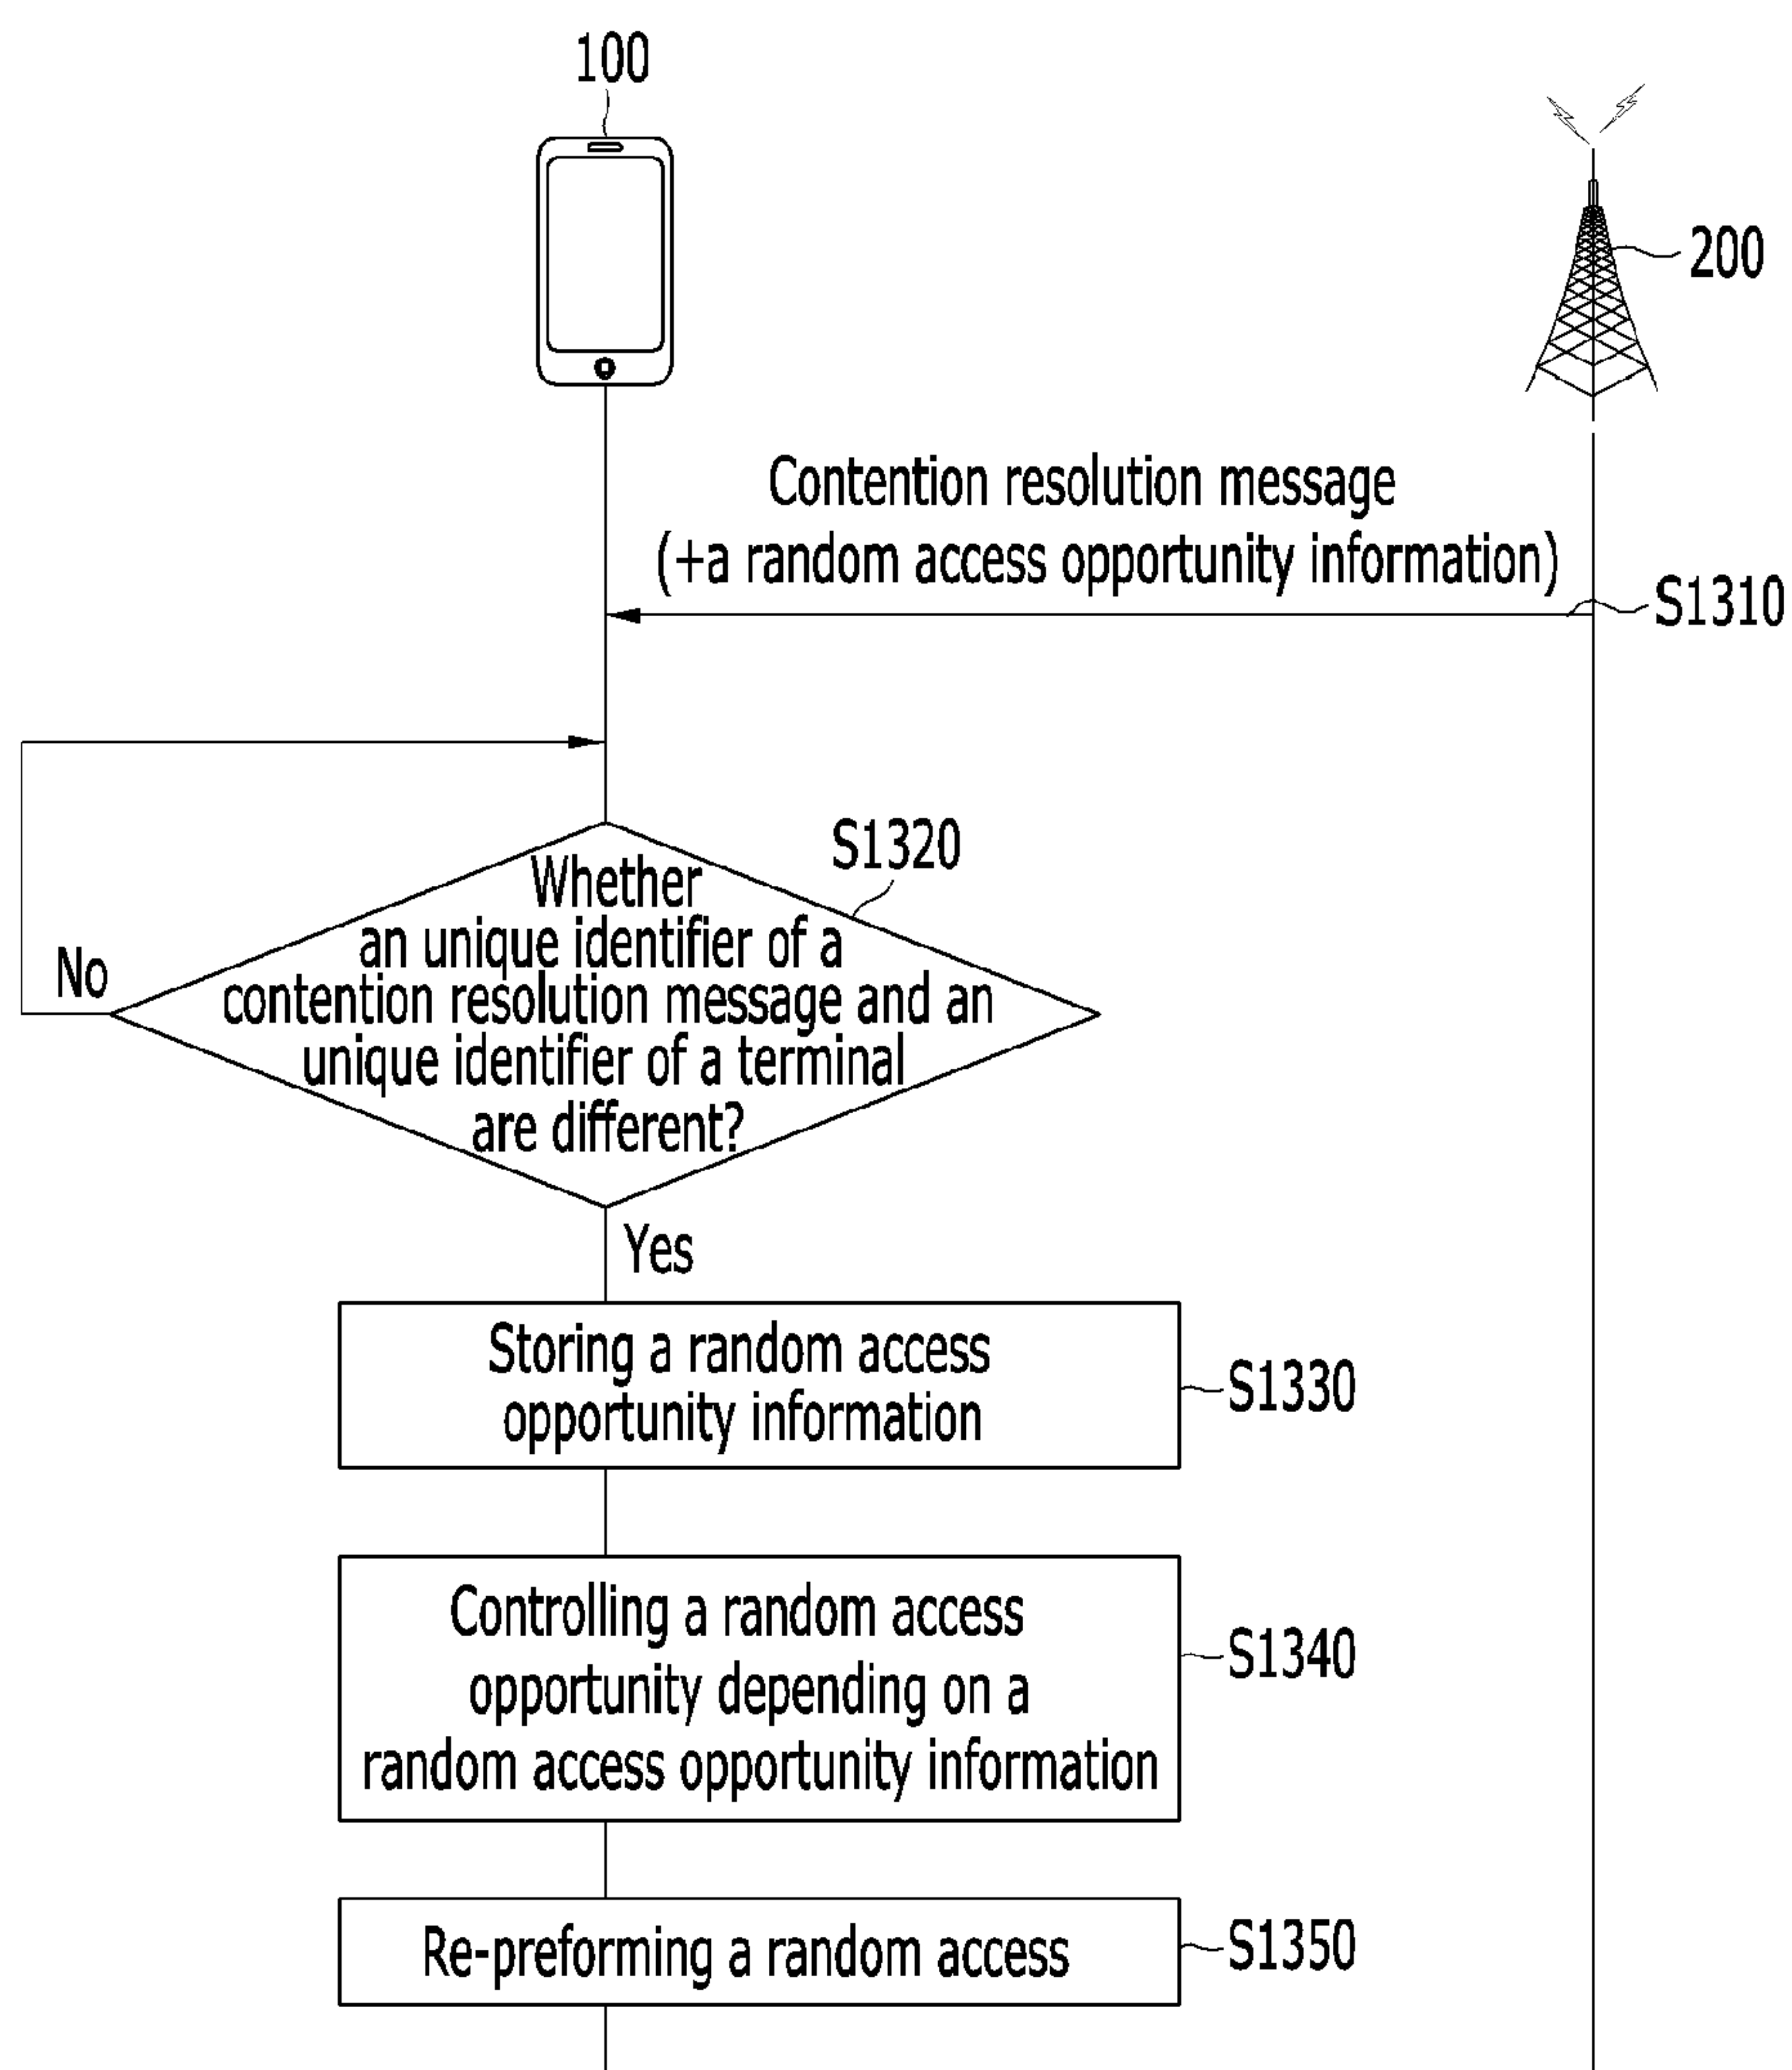 100
200
Contention resolution message
(+a random access opportunity information)
S1310
S1320
Whether
an unique identifier of a
contention resolution message and an
unique identifier of a terminal
are different?
No
Yes
Storing a random access
opportunity information
S1330
Controlling a random access
opportunity depending on a
random access opportunity information
S1340
Re-preforming a random access
S1350